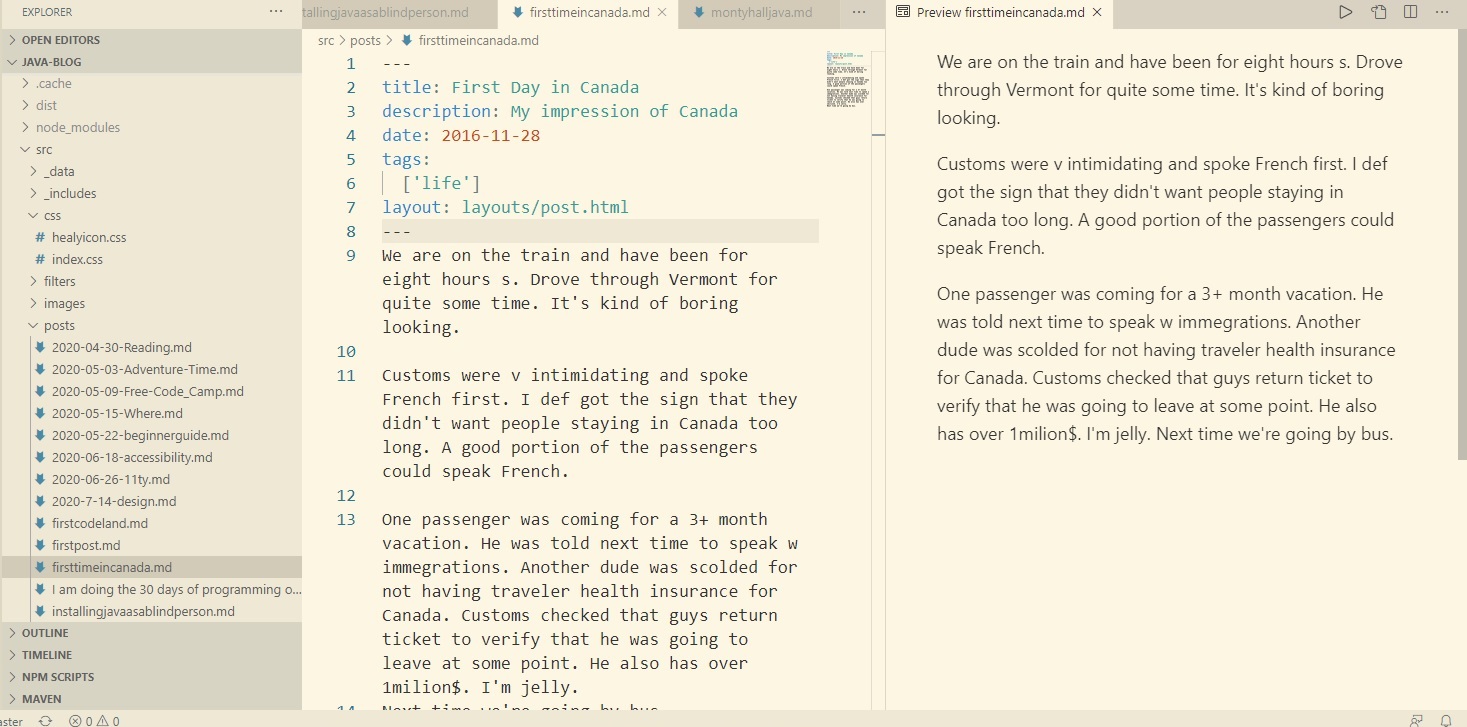 EXPLORER
OPEN EDITORS
JAVA-BLOG
.cache
dist
node_modules
src
_data
_includes
css
# healyicon.css
# index.css
filters
images
posts
2020-04-30-Reading.md
2020-05-03-Adventure-Time.md
2020-05-09-Free-Code_Camp.md
2020-05-15-Where.md
2020-05-22-beginnerguide.md
2020-06-18-accessibility.md
2020-06-26-11ty.md
2020-7-14-design.md
firstcodeland.md
firstpost.md
firsttimeincanada.md
I am doing the 30 days of programming o...
installingjavaasablindperson.md
OUTLINE
TIMELINE
NPM SCRIPTS
MAVEN
aster 0 0
tallingjavaasablindperson.md firsttimeincanada.md montyhalljava.md
src > posts > firsttimeincanada.md
1 ---
2 title: First Day in Canada
3 description: My impression of Canada
4 date: 2016-11-28
5 tags:
6 ['life']
7 layout: layouts/post.html
8 ---
9 We are on the train and have been for
eight hours s. Drove through Vermont for
quite some time. It's kind of boring
looking.
10
11 Customs were v intimidating and spoke
French first. I def got the sign that they
didn't want people staying in Canada too
long. A good portion of the passengers
could speak French.
12
13 One passenger was coming for a 3+ month
vacation. He was told next time to speak w
immegrations. Another dude was scolded for
not having traveler health insurance for
Canada. Customs checked that guys return
ticket to verify that he was going to
leave at some point. He also has over
1milion$. I'm jelly.
14 Next time we're going by bus.
Preview firsttimeincanada.md
We are on the train and have been for eight hours s. Drove
through Vermont for quite some time. It's kind of boring
looking.
Customs were v intimidating and spoke French first. I def
got the sign that they didn't want people staying in
Canada too long. A good portion of the passengers could
speak French.
One passenger was coming for a 3+ month vacation. He
was told next time to speak w immegrations. Another
dude was scolded for not having traveler health insurance
for Canada. Customs checked that guys return ticket to
verify that he was going to leave at some point. He also
has over 1milion$. I'm jelly. Next time we're going by bus.